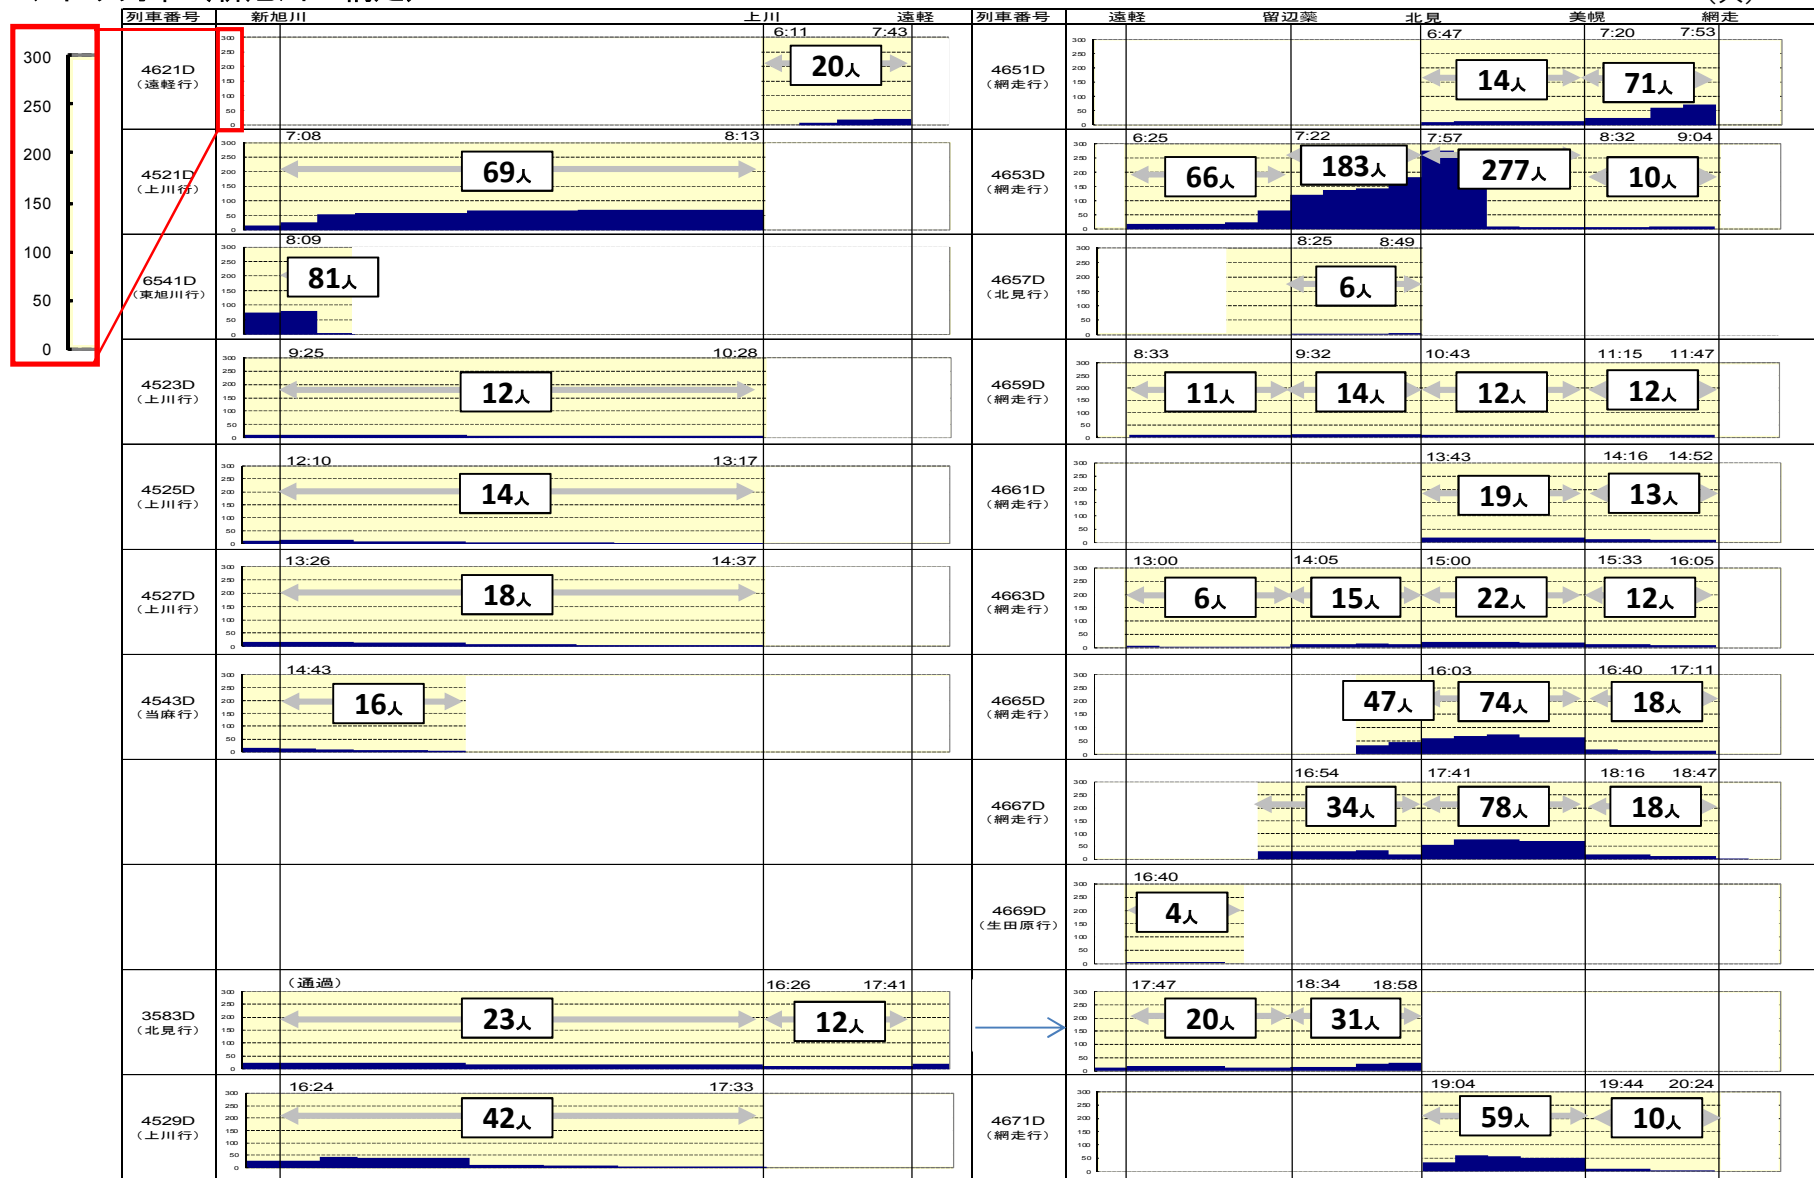 (人)
列車番号 新旭川 上川 遠軽 列車番号 遠軽 留辺蘂 北見 美幌 網走
300
250
200
150
100
50
0
4621D
(遠軽行)
6:11 7:43
20人
4651D
(網走行)
6:47 7:20 7:53
14人 71人
4521D
(上川行)
7:08 8:13
69人
4653D
(網走行)
6:25 7:22 7:57 8:32 9:04
66人 183人 277人 10人
6541D
(東旭川行)
8:09
81人
4657D
(北見行)
8:25 8:49
6人
4523D
(上川行)
9:25 10:28
12人
4659D
(網走行)
8:33 9:32 10:43 11:15 11:47
11人 14人 12人 12人
4525D
(上川行)
12:10 13:17
14人
4661D
(網走行)
13:43 14:16 14:52
19人 13人
4527D
(上川行)
13:26 14:37
18人
4663D
(網走行)
13:00 14:05 15:00 15:33 16:05
6人 15人 22人 12人
4543D
(当麻行)
14:43
16人
4665D
(網走行)
16:03 16:40 17:11
47人 74人 18人
4667D
(網走行)
16:54 17:41 18:16 18:47
34人 78人 18人
4669D
(生田原行)
16:40
4人
3583D
(北見行)
(通過) 16:26 17:41
23人 12人
17:47 18:34 18:58
20人 31人
4529D
(上川行)
16:24 17:33
42人
4671D
(網走行)
19:04 19:44 20:24
59人 10人